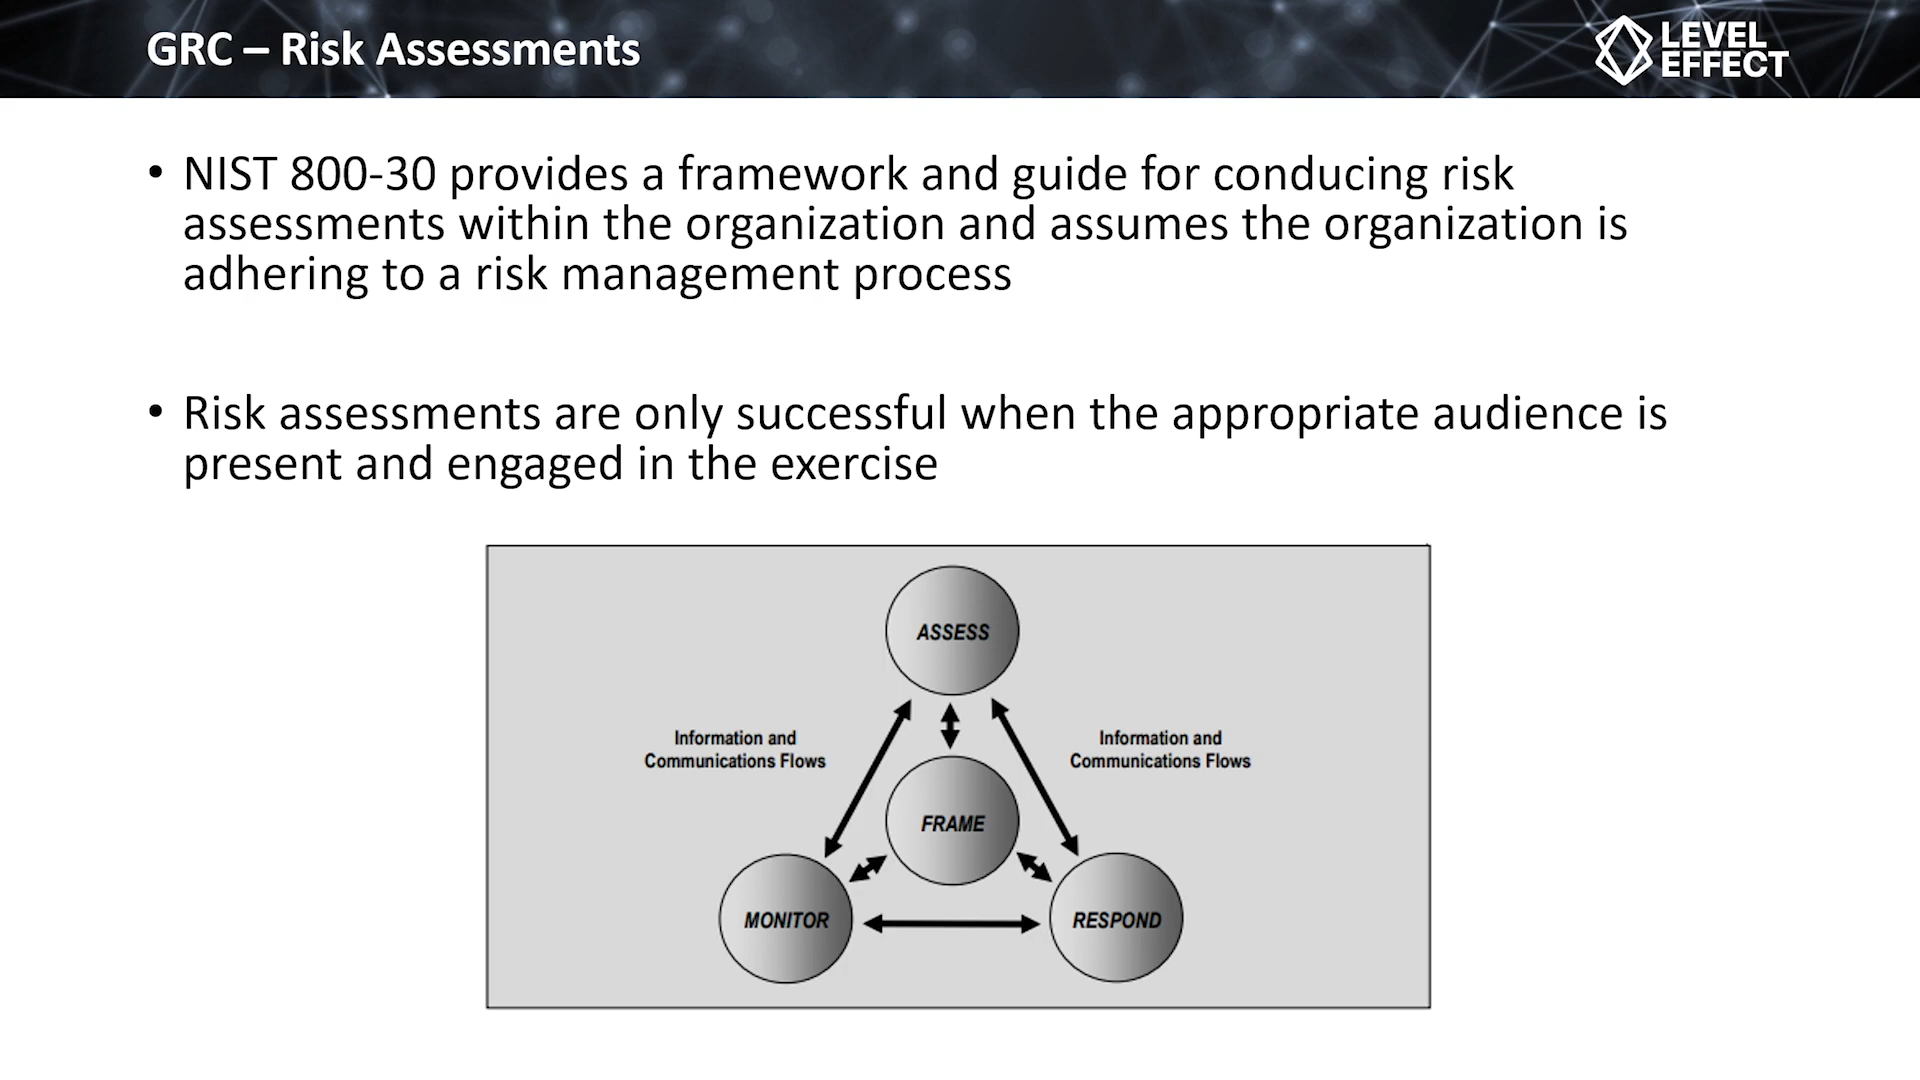 GRC – Risk Assessments
LEVEL
EFFECT
• NIST 800-30 provides a framework and guide for conducing risk
assessments within the organization and assumes the organization is
adhering to a risk management process
• Risk assessments are only successful when the appropriate audience is
present and engaged in the exercise
ASSESS
Information and
Communications Flows
Information and
Communications Flows
FRAME
MONITOR
RESPOND